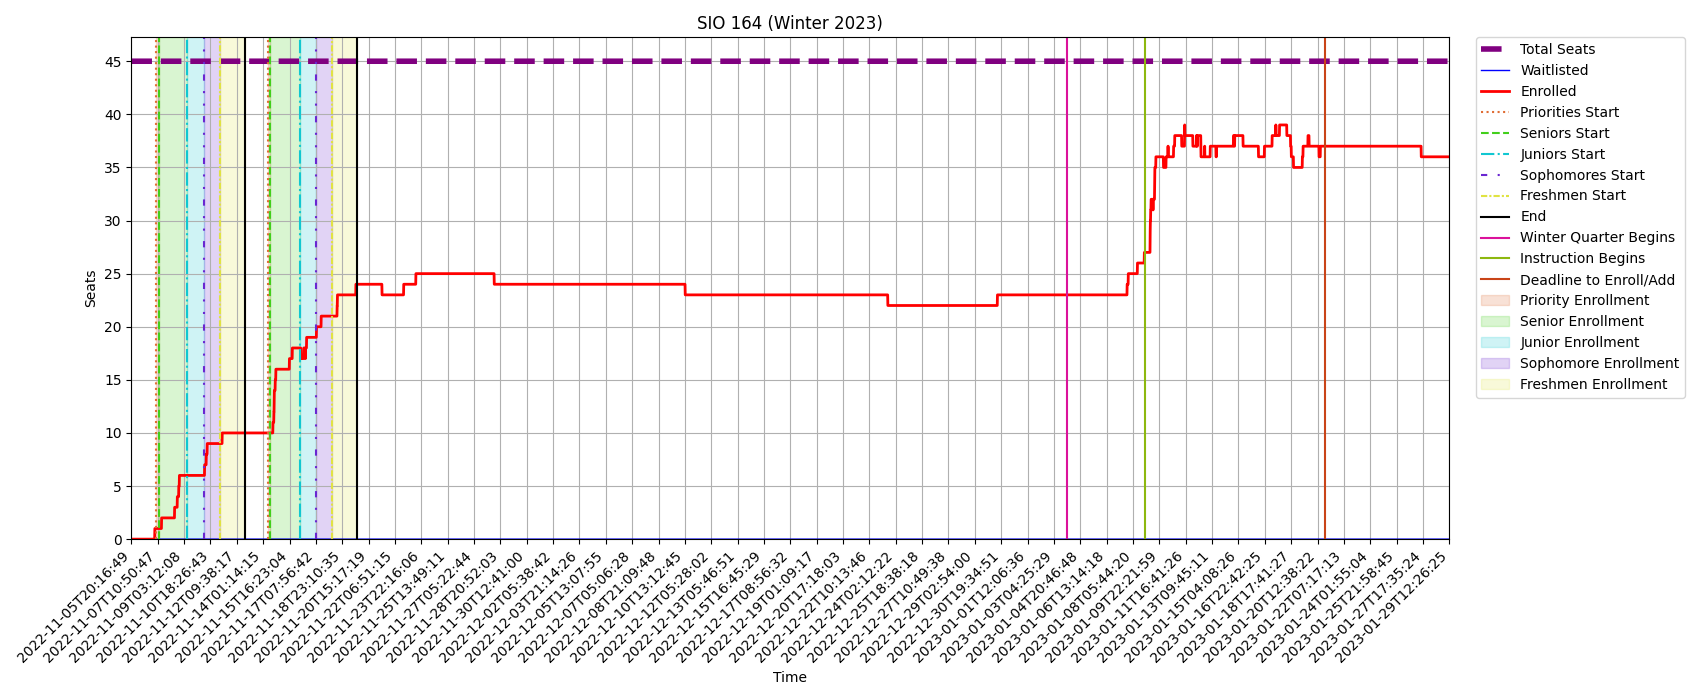 SIO 164 (Winter 2023)
45
40
35
30
25
20
15
10
5
0
Seats
2022-11-05T20:16:49
2022-11-07T10:50:47
2022-11-09T03:12:08
2022-11-10T18:26:43
2022-11-12T09:38:17
2022-11-14T01:14:15
2022-11-15T16:23:04
2022-11-17T07:56:42
2022-11-18T23:10:35
2022-11-20T15:17:19
2022-11-22T06:51:15
2022-11-23T22:16:06
2022-11-25T13:49:11
2022-11-27T05:22:44
2022-11-28T20:52:03
2022-11-30T12:41:00
2022-12-02T05:38:42
2022-12-03T21:14:26
2022-12-05T13:07:55
2022-12-07T05:06:28
2022-12-08T21:09:48
2022-12-10T13:12:45
2022-12-12T05:28:02
2022-12-13T05:46:51
2022-12-15T16:45:29
2022-12-17T08:56:32
2022-12-19T01:09:17
2022-12-20T17:18:03
2022-12-22T10:13:46
2022-12-24T02:12:22
2022-12-25T18:38:18
2022-12-27T10:49:38
2022-12-29T02:54:00
2022-12-30T19:34:51
2023-01-01T12:06:36
2023-01-03T04:25:29
2023-01-04T20:46:48
2023-01-06T13:14:18
2023-01-08T05:44:20
2023-01-09T22:21:59
2023-01-11T16:41:26
2023-01-13T09:45:11
2023-01-15T04:08:26
2023-01-16T22:42:25
2023-01-18T17:41:27
2023-01-20T12:38:22
2023-01-22T07:17:13
2023-01-24T01:55:04
2023-01-25T21:58:45
2023-01-27T17:35:24
2023-01-29T12:26:25
Time
Total Seats
Waitlisted
Enrolled
Priorities Start
Seniors Start
Juniors Start
Sophomores Start
Freshmen Start
End
Winter Quarter Begins
Instruction Begins
Deadline to Enroll/Add
Priority Enrollment
Senior Enrollment
Junior Enrollment
Sophomore Enrollment
Freshmen Enrollment